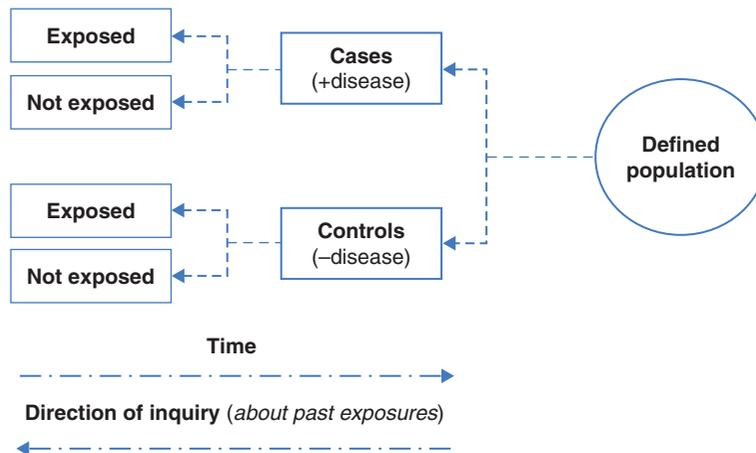 Exposed
Not exposed
Cases
(+disease)
Defined
population
Exposed
Not exposed
Controls
(–disease)
Time
Direction of inquiry (about past exposures)